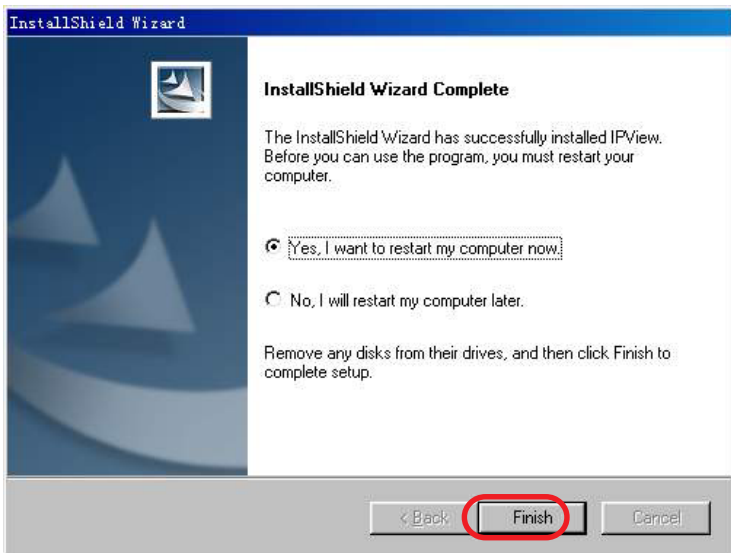 InstallShield Wizard
InstallShield Wizard Complete
The InstallShield Wizard has successfully installed IPView.
Before you can use the program, you must restart your
computer.
Yes, I want to restart my computer now.
No, I will restart my computer later.
Remove any disks from their drives, and then click Finish to
complete setup.
< Back Finish Cancel